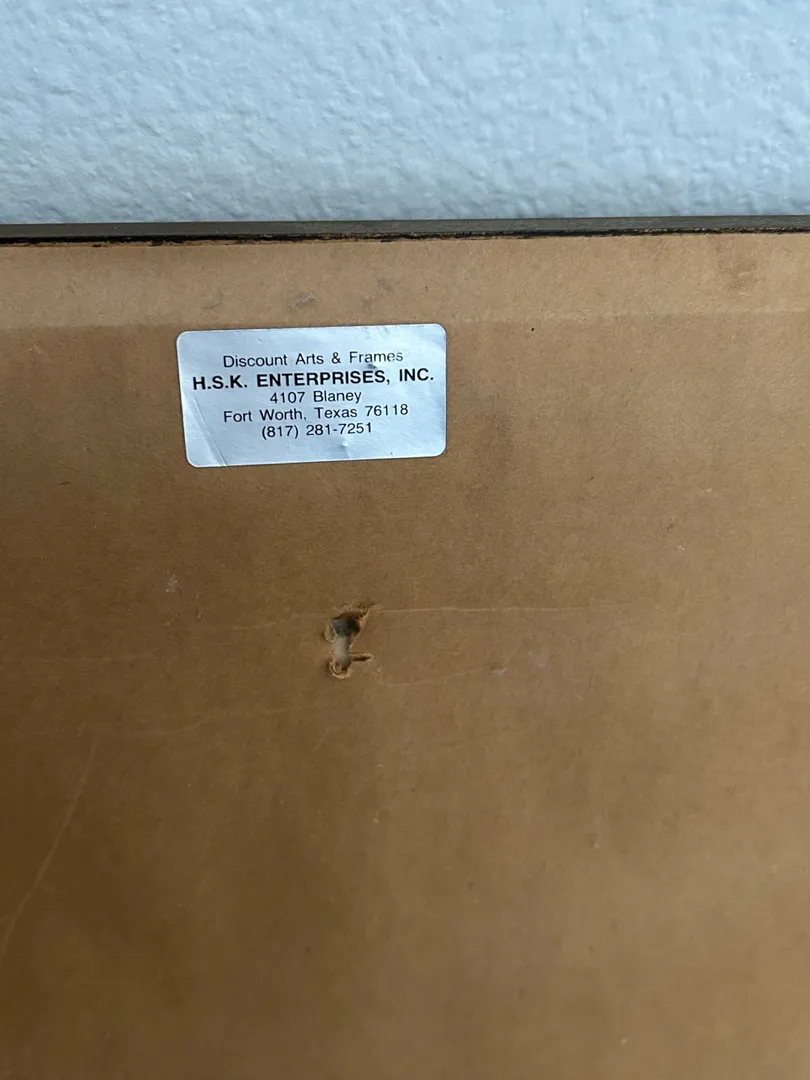 Discount Arts & Frames
H.S.K. ENTERPRISES, INC.
4107 Blaney
Fort Worth, Texas 76118
(817) 281-7251